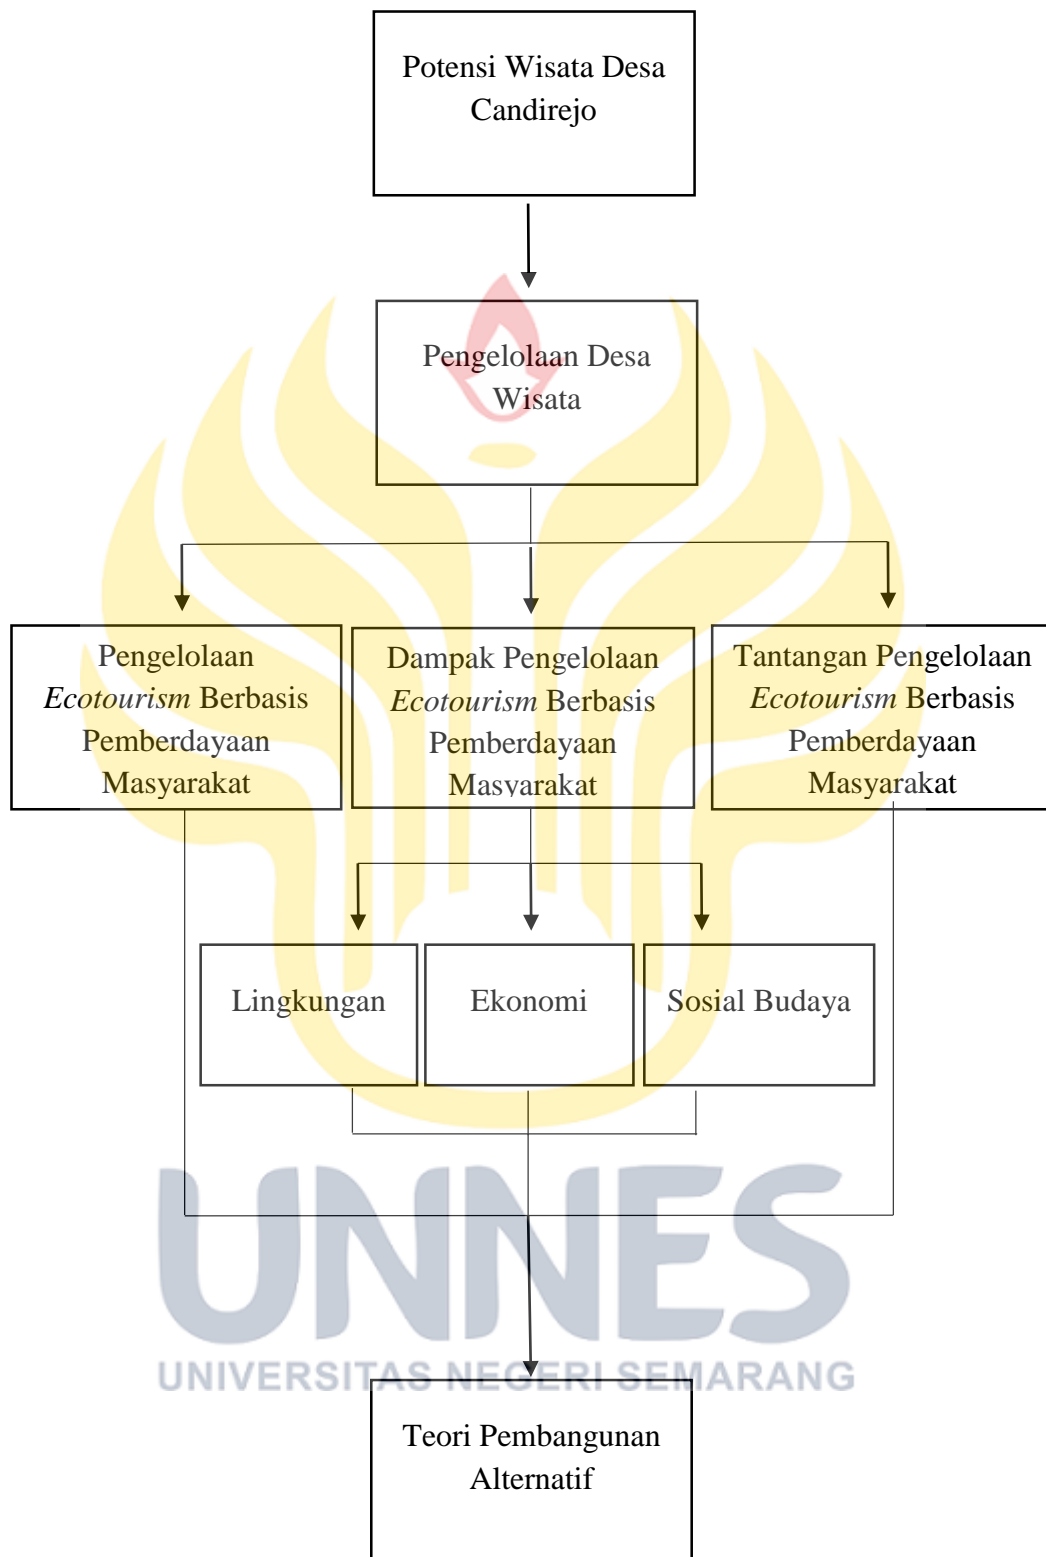 Potensi Wisata Desa
Candirejo
Pengelolaan Desa
Wisata
Pengelolaan
Ecotourism Berbasis
Pemberdayaan
Masyarakat
Dampak Pengelolaan
Ecotourism Berbasis
Pemberdayaan
Masyarakat
Tantangan Pengelolaan
Ecotourism Berbasis
Pemberdayaan
Masyarakat
Lingkungan
Ekonomi
Sosial Budaya
UNNES
UNIVERSITAS NEGERI SEMARANG
Teori Pembangunan
Alternatif